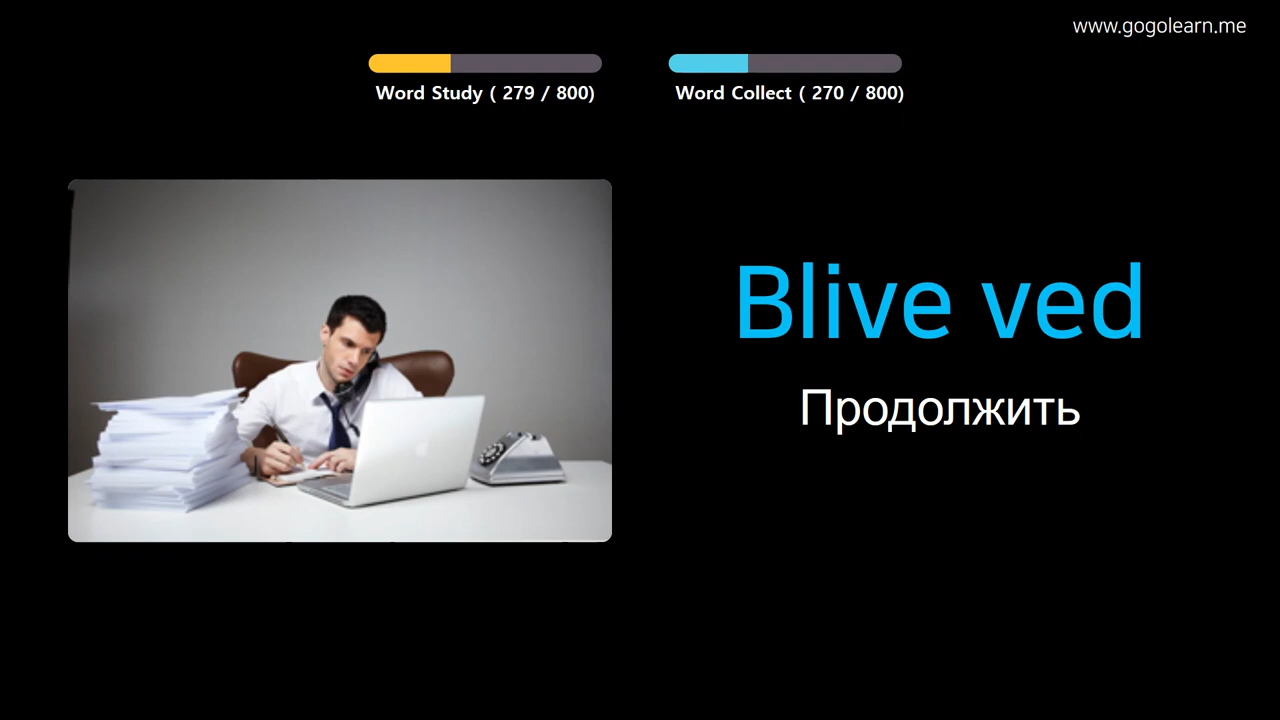 www.gogolearn.me
Word Study ( 279 / 800)
Word Collect ( 270 / 800)
Blive ved
Продолжить